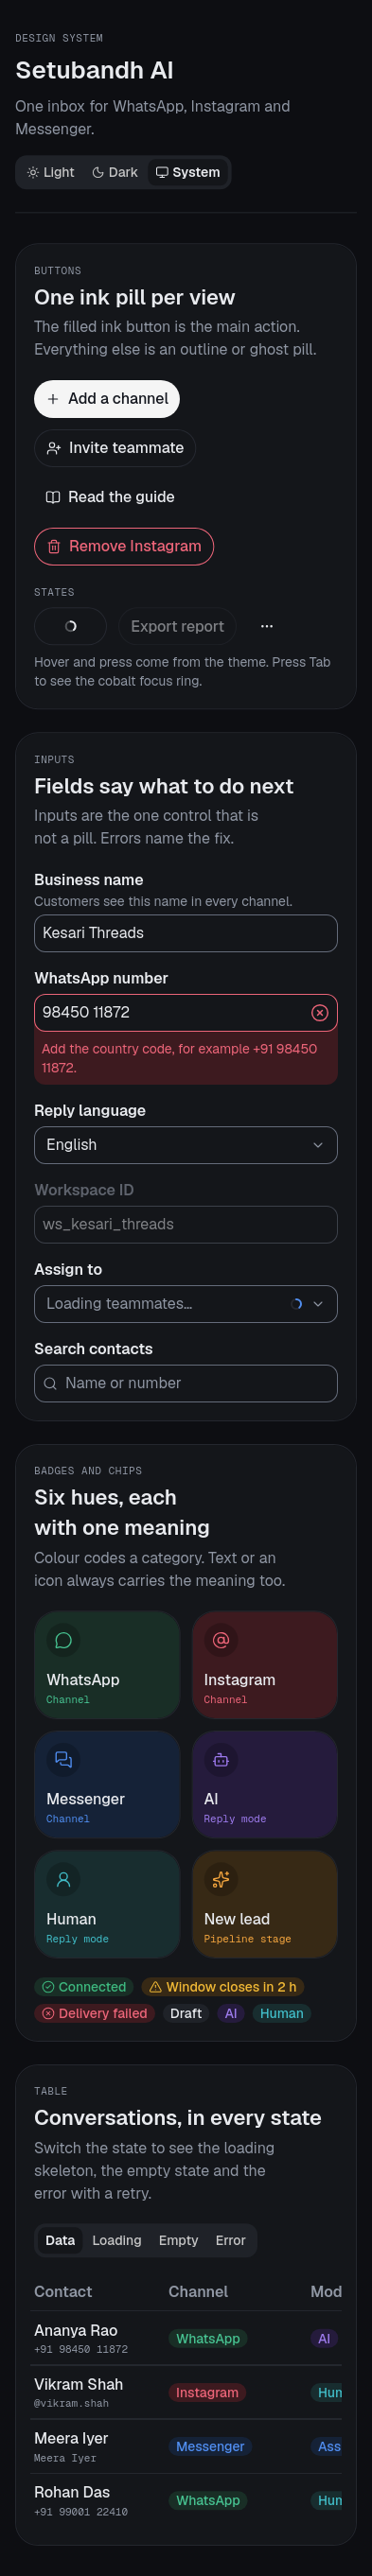 DESIGN SYSTEM
Setubandh AI
One inbox for WhatsApp, Instagram and
Messenger.
Light Dark System
BUTTONS
One ink pill per view
The filled ink button is the main action.
Everything else is an outline or ghost pill.
Add a channel
Invite teammate
Read the guide
Remove Instagram
STATES
Export report
Hover and press come from the theme. Press Tab
to see the cobalt focus ring.
INPUTS
Fields say what to do next
Inputs are the one control that is
not a pill. Errors name the fix.
Business name
Customers see this name in every channel.
Kesari Threads
WhatsApp number
98450 11872
Add the country code, for example +91 98450
11872.
Reply language
English
Workspace ID
ws_kesari_threads
Assign to
Loading teammates...
Search contacts
Name or number
BADGES AND CHIPS
Six hues, each
with one meaning
Colour codes a category. Text or an
icon always carries the meaning too.
WhatsApp Instagram
Channel Channel
Messenger AI
Channel Reply mode
Human New lead
Reply mode Pipeline stage
Connected Window closes in 2 h
Delivery failed Draft AI Human
TABLE
Conversations, in every state
Switch the state to see the loading
skeleton, the empty state and the
error with a retry.
Data Loading Empty Error
Contact Channel Mod
Ananya Rao WhatsApp AI
+91 98450 11872
Vikram Shah Instagram Hum
@vikram.shah
Meera Iyer Messenger Ass
Meera Iyer
Rohan Das WhatsApp Hum
+91 99001 22410